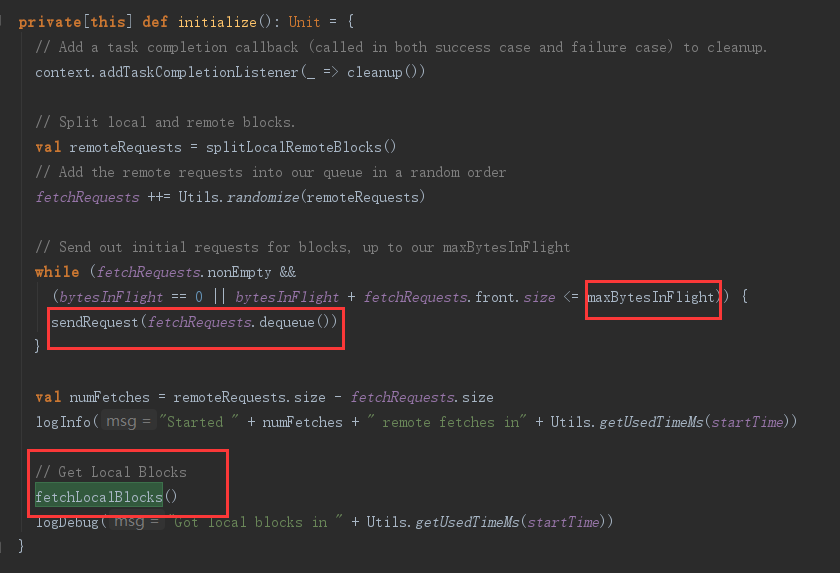 private[this] def initialize(): Unit = {
// Add a task completion callback (called in both success case and failure case) to cleanup.
context.addTaskCompletionListener(_ => cleanup())
// Split local and remote blocks.
val remoteRequests = splitLocalRemoteBlocks()
// Add the remote requests into our queue in a random order
fetchRequests ++= Utils.randomize(remoteRequests)
// Send out initial requests for blocks, up to our maxBytesInFlight
while (fetchRequests.nonEmpty &&
(bytesInFlight == 0 || bytesInFlight + fetchRequests.front.size <= maxBytesInFlight)) {
sendRequest(fetchRequests.dequeue())
}
val numFetches = remoteRequests.size - fetchRequests.size
logInfo( msg = "Started " + numFetches + " remote fetches in" + Utils.getUsedTimeMs(startTime))
// Get Local Blocks
fetchLocalBlocks()
logDebug( msg = "Got local blocks in " + Utils.getUsedTimeMs(startTime))
}